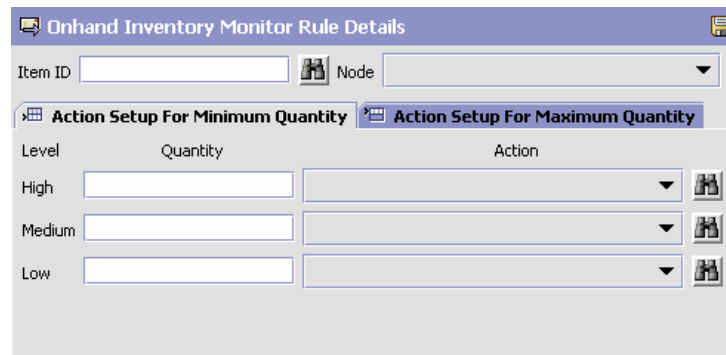 Onhand Inventory Monitor Rule Details
Item ID Node
Action Setup For Minimum Quantity Action Setup For Maximum Quantity
Level Quantity Action
High
Medium
Low